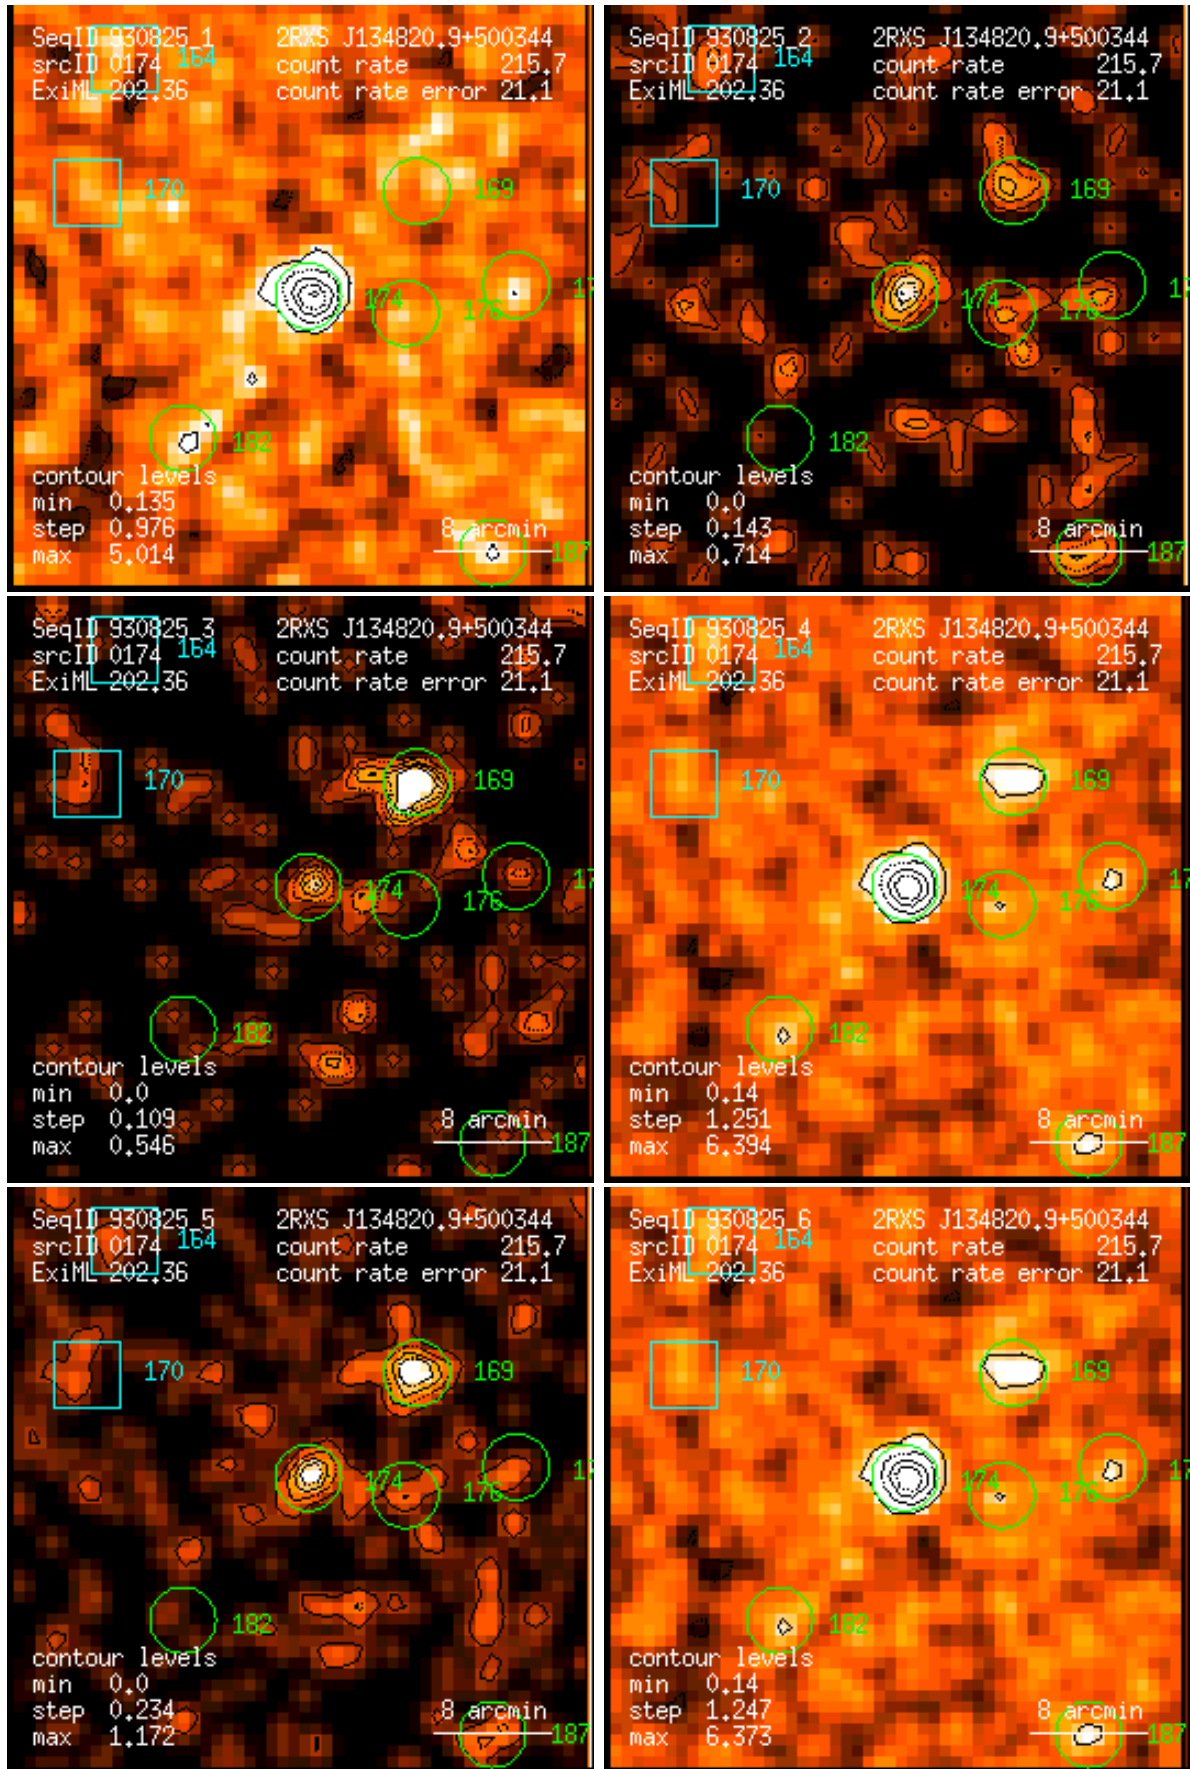 SeqID 930825_1 2RXS J134820.9+500344
srcID 0174 164 count rate 215.7
ExiML 202.36 count rate error 21.1
170
169
174
176
17
182
contour levels
min 0.135
step 0.976
max 5.014
8 arcmin
187
SeqID 930825_2 2RXS J134820.9+500344
srcID 0174 164 count rate 215.7
ExiML 202.36 count rate error 21.1
170
169
174
176
17
182
contour levels
min 0.0
step 0.143
max 0.714
8 arcmin
187
SeqID 930825_3 2RXS J134820.9+500344
srcID 0174 164 count rate 215.7
ExiML 202.36 count rate error 21.1
170
169
174
176
17
182
contour levels
min 0.0
step 0.109
max 0.546
8 arcmin
187
SeqID 930825_4 2RXS J134820.9+500344
srcID 0174 164 count rate 215.7
ExiML 202.36 count rate error 21.1
170
169
174
176
17
182
contour levels
min 0.14
step 1.251
max 6.394
8 arcmin
187
SeqID 930825_5 2RXS J134820.9+500344
srcID 0174 164 count rate 215.7
ExiML 202.36 count rate error 21.1
170
169
174
176
17
182
contour levels
min 0.0
step 0.234
max 1.172
8 arcmin
187
SeqID 930825_6 2RXS J134820.9+500344
srcID 0174 164 count rate 215.7
ExiML 202.36 count rate error 21.1
170
169
174
176
17
182
contour levels
min 0.14
step 1.247
max 6.373
8 arcmin
187